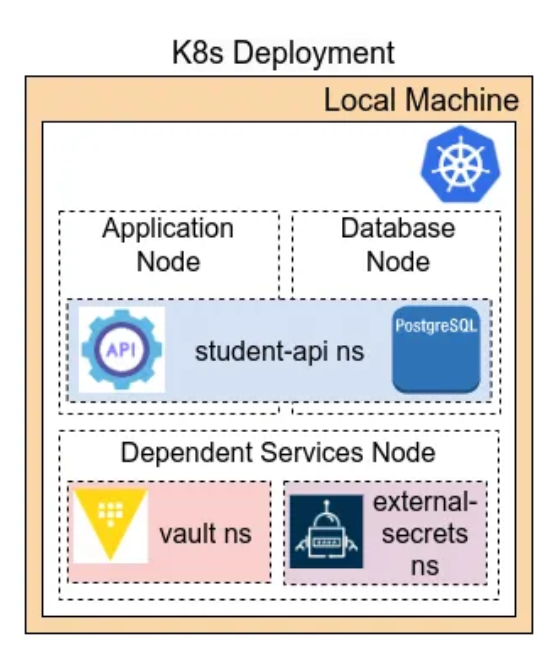 K8s Deployment
Local Machine
Application
Node
Database
Node
API
student-api ns
PostgreSQL
Dependent Services Node
vault ns
external-
secrets
ns